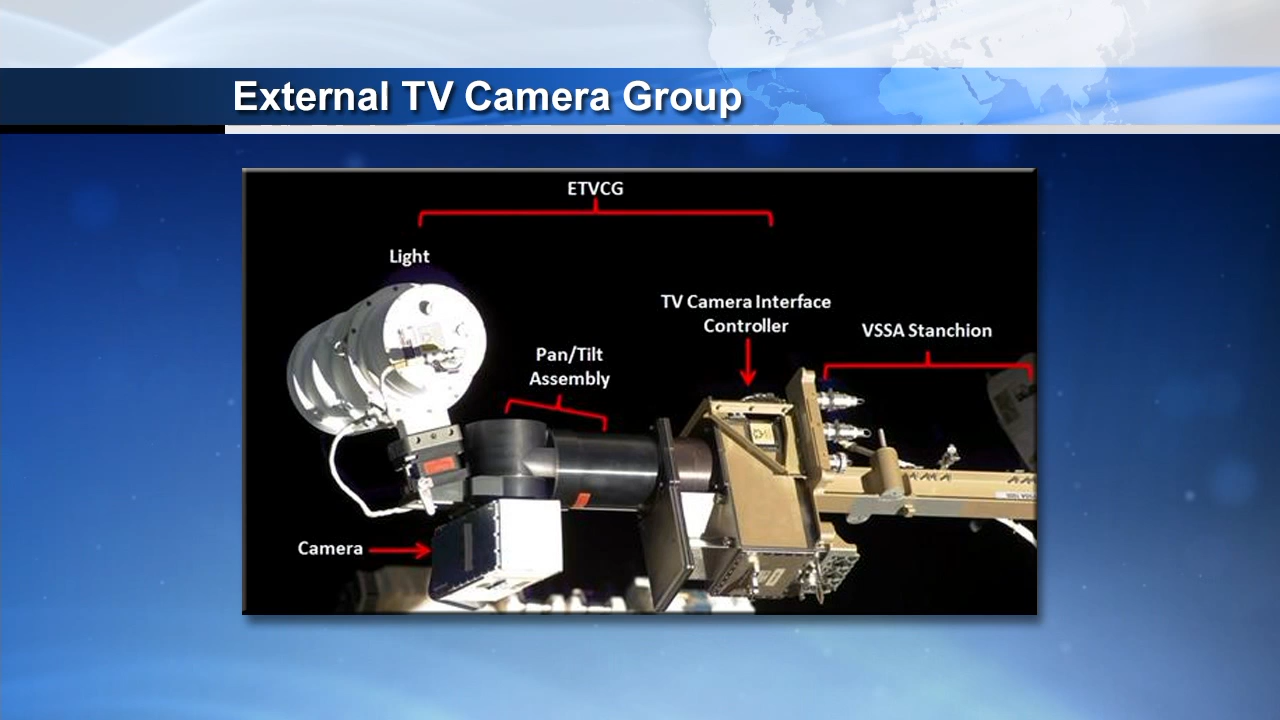 External TV Camera Group
ETVCG
Light
TV Camera Interface
Controller
VSSA Stanchion
Pan/Tilt
Assembly
Camera